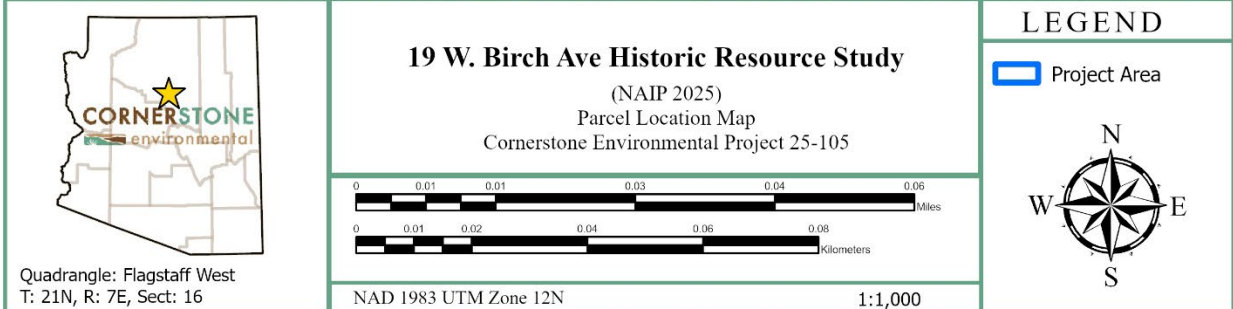 CORNERSTONE
environmental
Quadrangle: Flagstaff West
T: 21N, R: 7E, Sect: 16
19 W. Birch Ave Historic Resource Study
(NAIP 2025)
Parcel Location Map
Cornerstone Environmental Project 25-105
0 0.01 0.01 0.03 0.04 0.06
Miles
0 0.01 0.02 0.04 0.06 0.08
Kilometers
NAD 1983 UTM Zone 12N 1:1,000
LEGEND
Project Area
N
W E
S